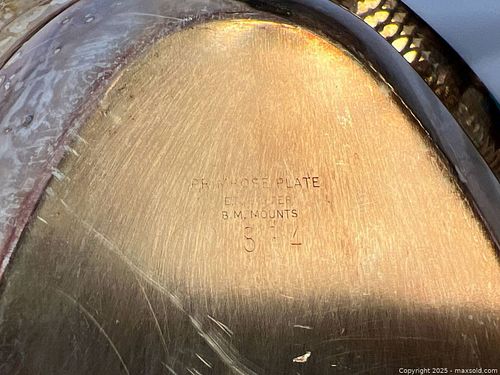 PRIMROSE PLATE
B.M. MOUNTS
Copyright 2025 - maxsold.com